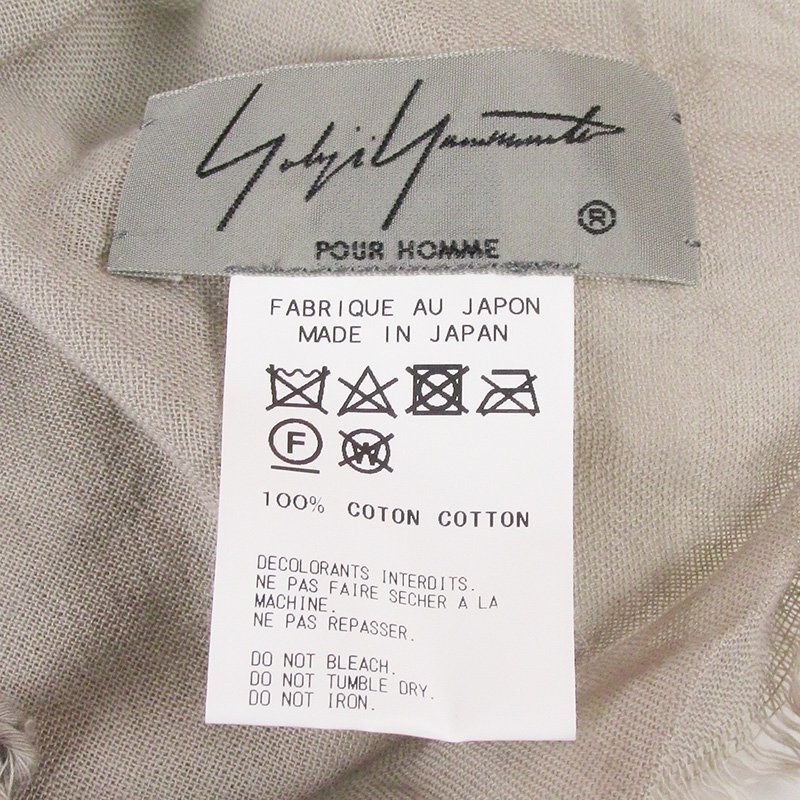 Yohji Yamamoto
®
POUR HOMME
FABRIQUE AU JAPON
MADE IN JAPAN
F W
100% COTON COTTON
DECOLORANTS INTERDITS.
NE PAS FAIRE SECHER A LA
MACHINE.
NE PAS REPASSER.
DO NOT BLEACH.
DO NOT TUMBLE DRY.
DO NOT IRON.